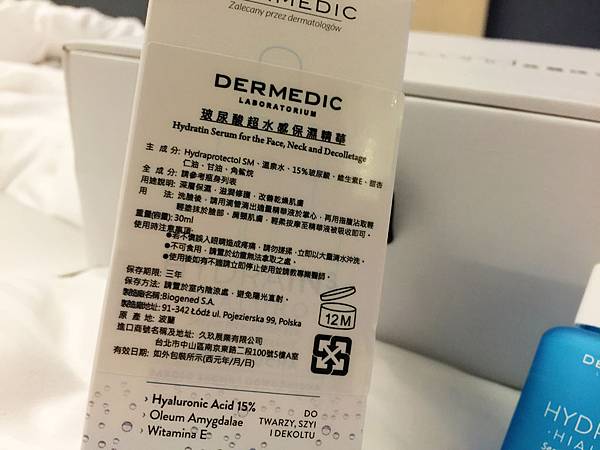 DERMEDIC
Zalecany przez dermatologów
DERMEDIC
LABORATORIUM
玻尿酸超水感保濕精華
Hydratin Serum for the Face, Neck and Decolletage
主 成 分: Hydraprotectol SM、溫泉水、15%玻尿酸、維生素E、甜杏
仁油、甘油、角鯊烷
全 成 分: 請參考瓶身列表
用途說明: 深層保濕，滋潤修護，改善乾燥肌膚
用 法: 洗臉後，請用滴管滴出適量精華液於掌心，再用指腹沾取輕
輕塗抹於臉部、肩頸肌膚，輕柔按摩至精華液被吸收即可。
重量(容量): 30ml
使用時注意事項:
●若不慎誤入眼睛造成疼痛，請勿搓揉，立即以大量清水沖洗。
●不可食用，請置於幼童無法拿取之處。
●使用後如有不適請立即停止使用並請教專業醫師。
保存期限: 三年
保存方法: 請置於室內陰涼處，避免陽光直射。
製造廠名稱:Biogened S.A.
製造廠地址: 91-342 Łódź ul. Pojezierska 99, Polska
原 產 地: 波蘭
進口商號名稱及地址: 久玖展業有限公司
台北市中山區南京東路二段100號5樓A室
有效日期: 如外包裝所示(西元年/月/日)
12M
› Hyaluronic Acid 15%
› Oleum Amygdalae
› Witamina E
DO
TWARZY, SZYI
I DEKOLTU
DE
HYD
HIAL
Se